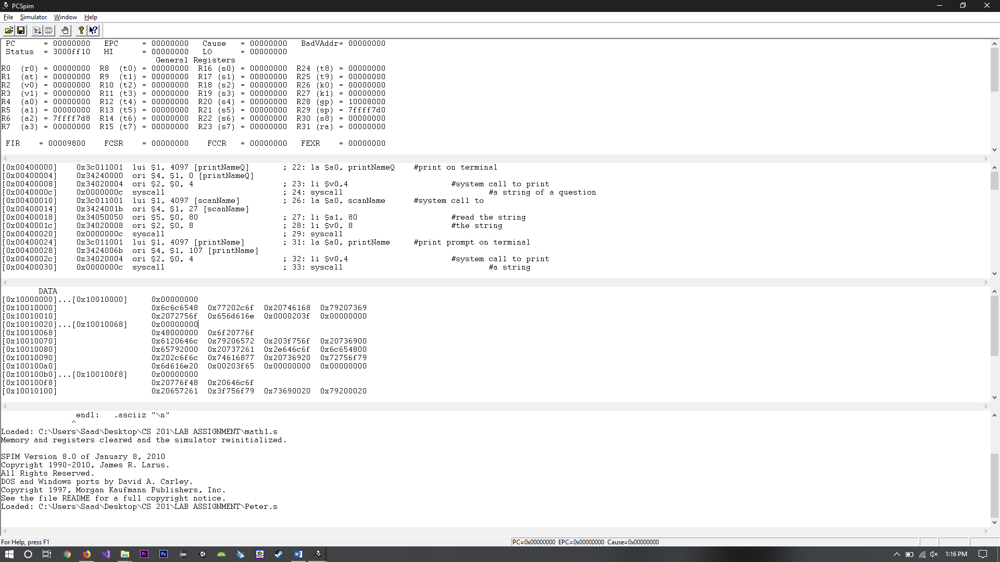 PCSpim
File Simulator Window Help
PC = 00000000 EPC = 00000000 Cause = 00000000 BadVAddr= 00000000
Status = 3000ff10 HI = 00000000 LO = 00000000
General Registers
R0 (r0) = 00000000 R8 (t0) = 00000000 R16 (s0) = 00000000 R24 (t8) = 00000000
R1 (at) = 00000000 R9 (t1) = 00000000 R17 (s1) = 00000000 R25 (t9) = 00000000
R2 (v0) = 00000000 R10 (t2) = 00000000 R18 (s2) = 00000000 R26 (k0) = 00000000
R3 (v1) = 00000000 R11 (t3) = 00000000 R19 (s3) = 00000000 R27 (k1) = 00000000
R4 (a0) = 00000000 R12 (t4) = 00000000 R20 (s4) = 00000000 R28 (gp) = 10008000
R5 (a1) = 00000000 R13 (t5) = 00000000 R21 (s5) = 00000000 R29 (sp) = 7ffff7d0
R6 (a2) = 7ffff7d8 R14 (t6) = 00000000 R22 (s6) = 00000000 R30 (s8) = 00000000
R7 (a3) = 00000000 R15 (t7) = 00000000 R23 (s7) = 00000000 R31 (ra) = 00000000
FIR = 00009800 FCSR = 00000000 FCCR = 00000000 FEXR = 00000000
[0x00400000] 0x3c011001 lui $1, 4097 [printNameQ] ; 22: la $a0, printNameQ #print on terminal
[0x00400004] 0x34240000 ori $4, $1, 0 [printNameQ]
[0x00400008] 0x34020004 ori $2, $0, 4 ; 23: li $v0,4 #system call to print
[0x0040000c] 0x0000000c syscall ; 24: syscall #a string of a question
[0x00400010] 0x3c011001 lui $1, 4097 [scanName] ; 26: la $a0, scanName #system call to
[0x00400014] 0x3424001b ori $4, $1, 27 [scanName]
[0x00400018] 0x34050050 ori $5, $0, 80 ; 27: li $a1, 80 #read the string
[0x0040001c] 0x34020008 ori $2, $0, 8 ; 28: li $v0, 8 #the string
[0x00400020] 0x0000000c syscall ; 29: syscall
[0x00400024] 0x3c011001 lui $1, 4097 [printName] ; 31: la $a0, printName #print prompt on terminal
[0x00400028] 0x3424006b ori $4, $1, 107 [printName]
[0x0040002c] 0x34020004 ori $2, $0, 4 ; 32: li $v0,4 #system call to print
[0x00400030] 0x0000000c syscall ; 33: syscall #a string
DATA
[0x10000000]...[0x10010000] 0x00000000
[0x10010000] 0x6c6c6548 0x77202c6f 0x20746168 0x79207369
[0x10010010] 0x2072756f 0x656d616e 0x0000203f 0x00000000
[0x10010020]...[0x10010068] 0x00000000
[0x10010068] 0x48000000 0x6f20776f
[0x10010070] 0x6120646c 0x79206572 0x203f756f 0x20736900
[0x10010080] 0x65792000 0x20737261 0x2e646c6f 0x6c654800
[0x10010090] 0x202c6f6c 0x74616877 0x20736920 0x72756f79
[0x100100a0] 0x6d616e20 0x00203f65 0x00000000 0x00000000
[0x100100b0]...[0x100100f8] 0x00000000
[0x100100f8] 0x20776f48 0x20646c6f
[0x10010100] 0x20657261 0x3f756f79 0x73690020 0x79200020
endl: .asciiz "\n"
^
Loaded: C:\Users\Saad\Desktop\CS 201\LAB ASSIGNMENT\math1.s
Memory and registers cleared and the simulator reinitialized.
SPIM Version 8.0 of January 8, 2010
Copyright 1990-2010, James R. Larus.
All Rights Reserved.
DOS and Windows ports by David A. Carley.
Copyright 1997, Morgan Kaufmann Publishers, Inc.
See the file README for a full copyright notice.
Loaded: C:\Users\Saad\Desktop\CS 201\LAB ASSIGNMENT\Peter.s
For Help, press F1 PC=0x00000000 EPC=0x00000000 Cause=0x00000000
Pr Ps 1:16 PM